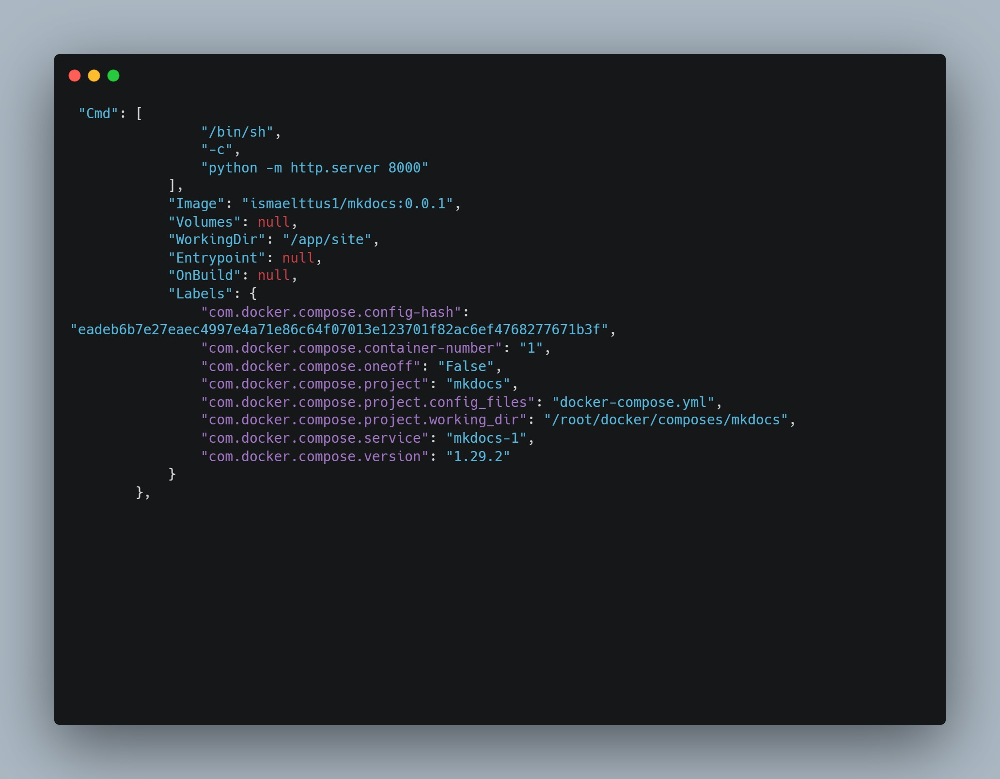 "Cmd": [
"/bin/sh",
"-c",
"python -m http.server 8000"
],
"Image": "ismaelttus1/mkdocs:0.0.1",
"Volumes": null,
"WorkingDir": "/app/site",
"Entrypoint": null,
"OnBuild": null,
"Labels": {
"com.docker.compose.config-hash":
"eadeb6b7e27eaec4997e4a71e86c64f07013e123701f82ac6ef4768277671b3f",
"com.docker.compose.container-number": "1",
"com.docker.compose.oneoff": "False",
"com.docker.compose.project": "mkdocs",
"com.docker.compose.project.config_files": "docker-compose.yml",
"com.docker.compose.project.working_dir": "/root/docker/composes/mkdocs",
"com.docker.compose.service": "mkdocs-1",
"com.docker.compose.version": "1.29.2"
}
},